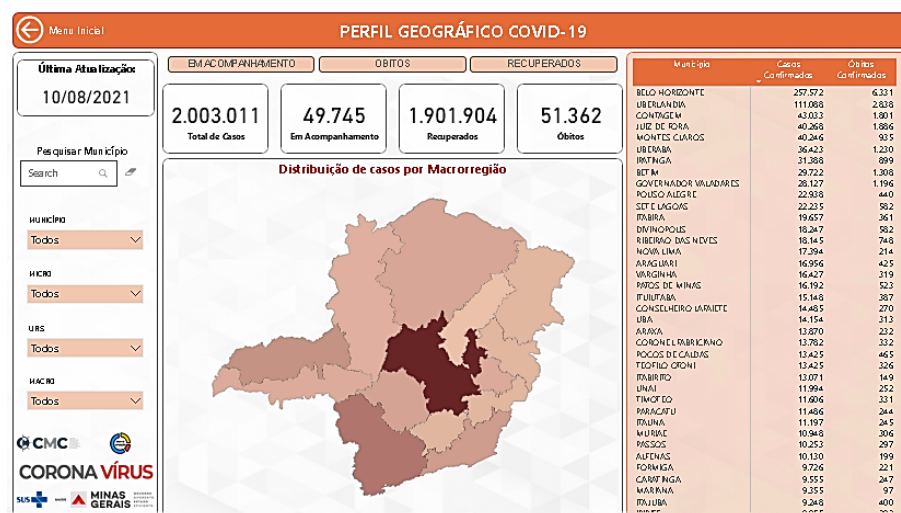 Menu Inicial
PERFIL GEOGRÁFICO COVID-19
Última Atualização:
10/08/2021
Pesquisar Município
Search
MUNICÍPIO
Todos
MICRO
Todos
URS
Todos
MACRO
Todos
CMC
CORONA VÍRUS
SUS
MINAS GERAIS
EM ACOMPANHAMENTO
OBITOS
RECUPERADOS
2.003.011
Total de Casos
49.745
Em Acompanhamento
1.901.904
Recuperados
51.362
Óbitos
Distribuição de casos por Macrorregião
Município Casos Confirmados Óbitos Confirmados
BELO HORIZONTE 257.572 6.331
UBERLANDIA 111.088 2.838
CONTAGEM 43.033 1.801
JUIZ DE FORA 40.268 1.886
MONTES CLAROS 40.246 935
UBERABA 36.423 1.230
IPATINGA 31.388 899
BETIM 29.722 1.308
GOVERNADOR VALADARES 28.127 1.196
POUSO ALEGRE 22.938 440
SETE LAGOAS 22.235 582
ITABIRA 19.657 361
DIVINOPOLIS 18.247 582
RIBEIRAO DAS NEVES 18.145 748
NOVA LIMA 17.394 214
ARAGUARI 16.956 425
VARGINHA 16.427 319
PATOS DE MINAS 16.192 523
ITUIUTABA 15.148 387
CONSELHEIRO LAFAIETE 14.485 270
UBA 14.154 313
ARAXA 13.870 232
CORONEL FABRICIANO 13.782 332
POCOS DE CALDAS 13.425 465
TEOFILO OTONI 13.425 326
ITABIRITO 13.071 149
UNAI 11.994 252
TIMOTEO 11.606 331
PARACATU 11.486 244
ITAUNA 11.197 245
MURIAE 10.948 306
PASSOS 10.253 297
ALFENAS 10.130 199
FORMIGA 9.726 221
CARATINGA 9.555 247
MARIANA 9.355 97
ITAJUBA 9.248 400